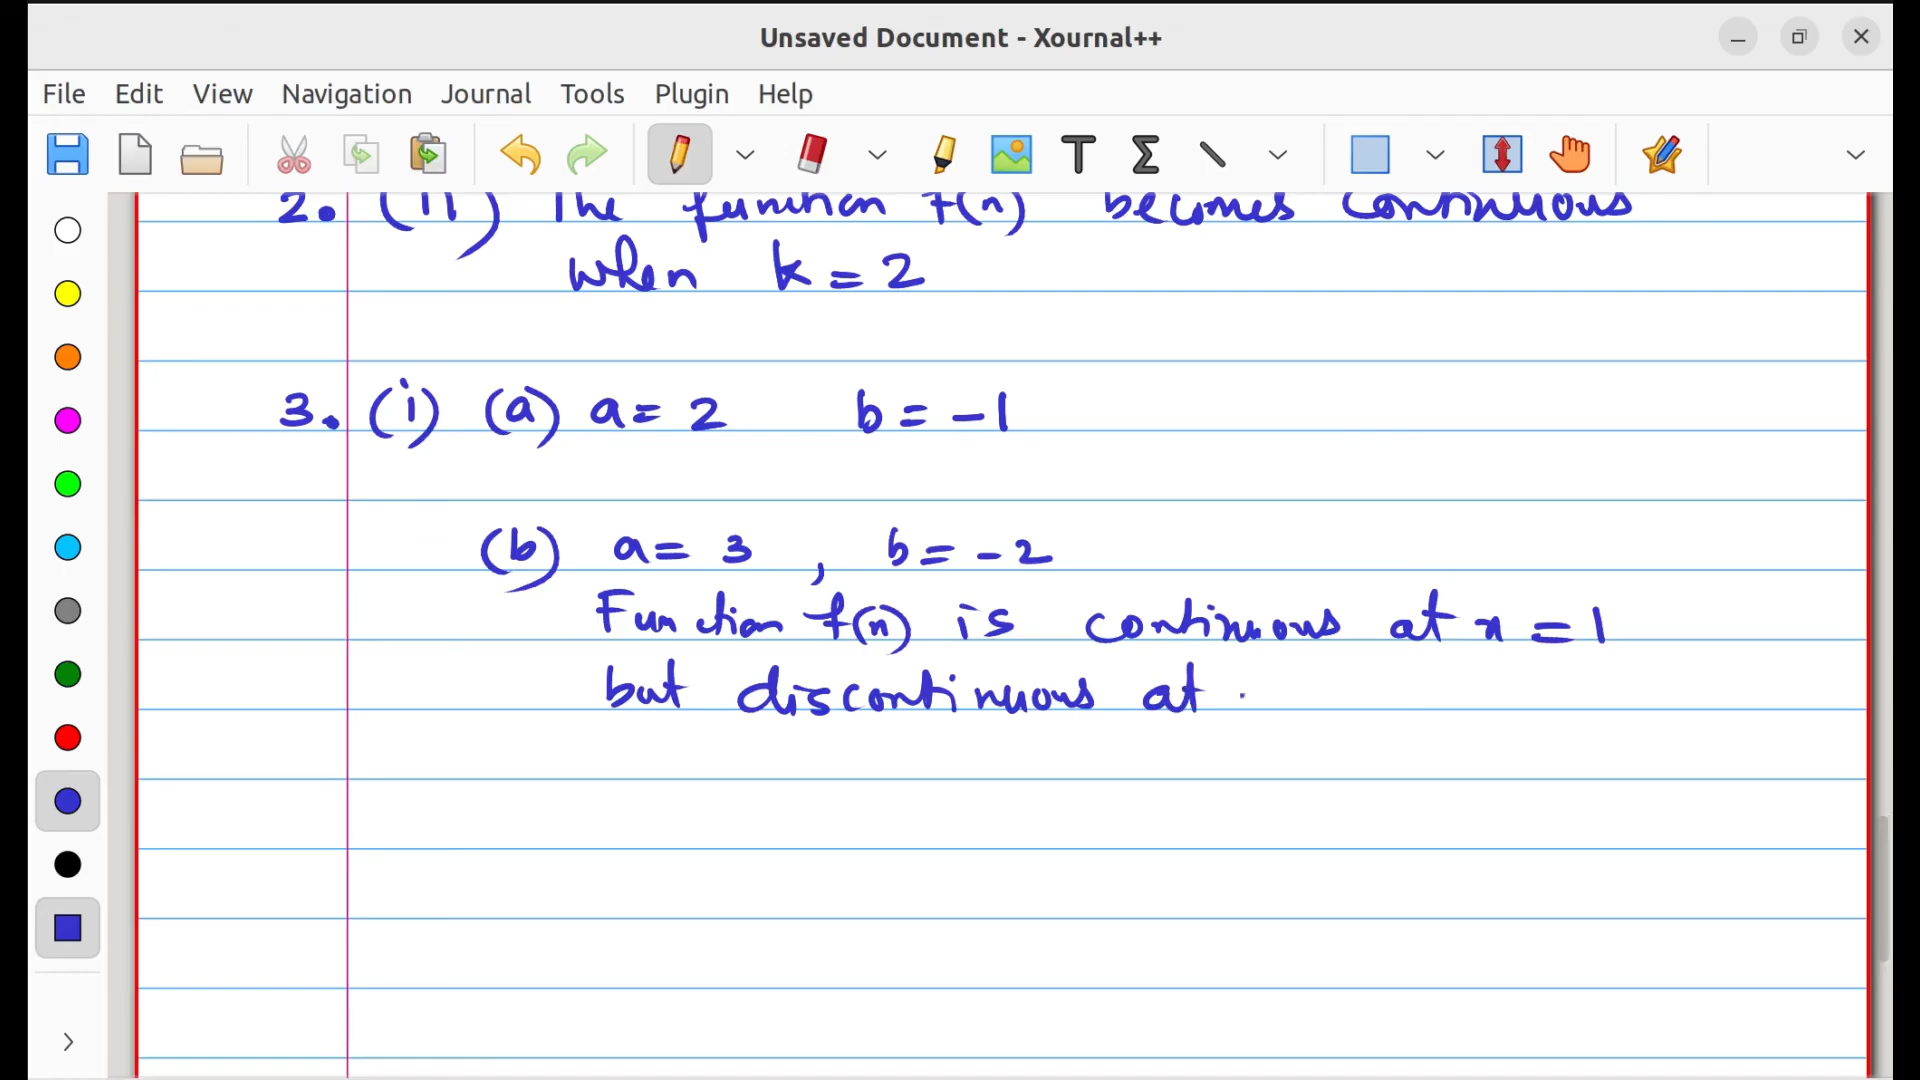 Unsaved Document - Xournal++
File Edit View Navigation Journal Tools Plugin Help
2. (ii) The function f(n) becomes continuous
when k = 2
3. (i) (a) a = 2 b = -1
(b) a = 3 , b = -2
Function f(n) is continuous at x = 1
but discontinuous at